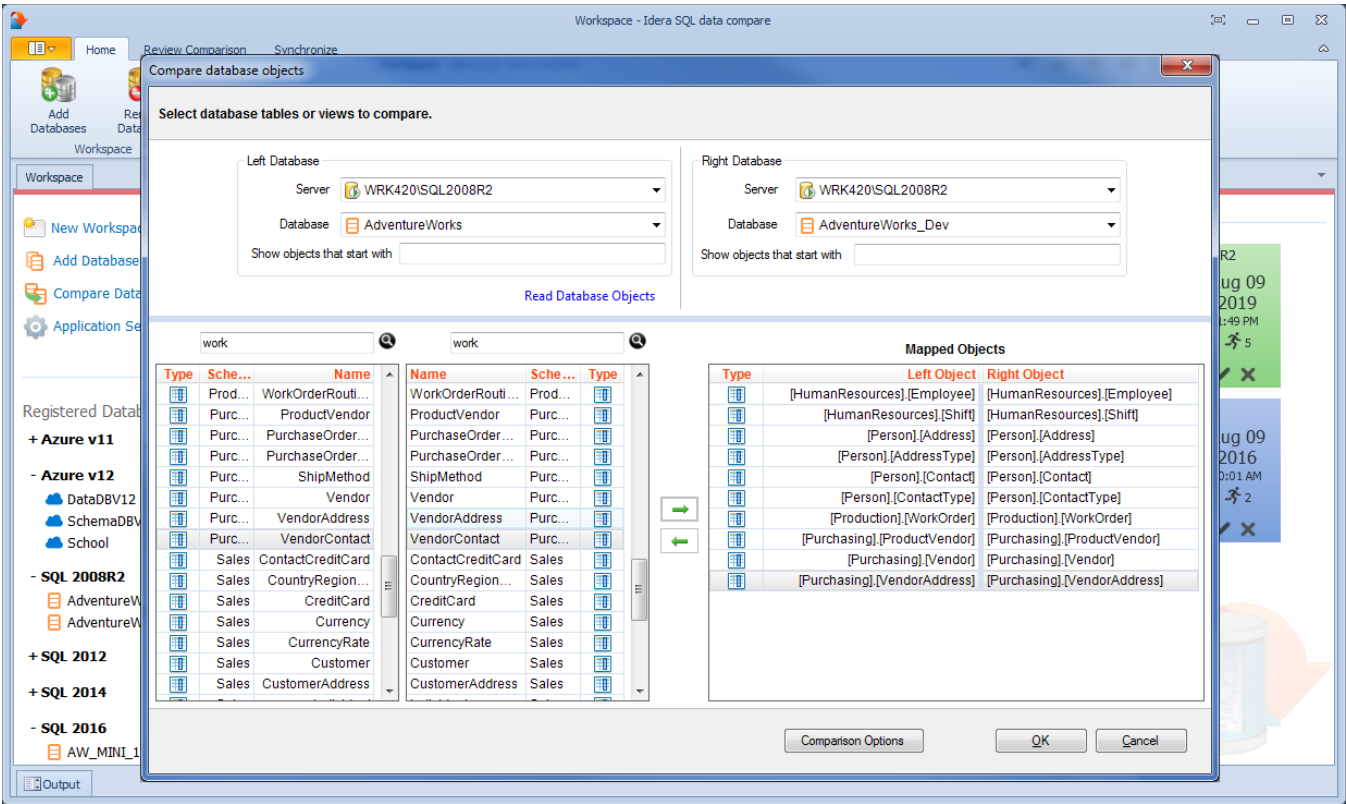 Workspace - Idera SQL data compare
Home Review Comparison Synchronize
Compare database objects
Add Databases
Workspace
Workspace
Select database tables or views to compare.
Left Database
Server WRK420\SQL2008R2
Database AdventureWorks
Show objects that start with
Right Database
Server WRK420\SQL2008R2
Database AdventureWorks_Dev
Show objects that start with
Read Database Objects
New Workspac
Add Database
Compare Data
Application Se
Registered Datab
+ Azure v11
- Azure v12
DataDBV12
SchemaDBV
School
- SQL 2008R2
AdventureW
AdventureW
+ SQL 2012
+ SQL 2014
- SQL 2016
AW_MINI_1
Output
work work
Type Sche... Name Name Sche... Type
Prod... WorkOrderRouti... WorkOrderRouti... Prod...
Purc... ProductVendor ProductVendor Purc...
Purc... PurchaseOrder... PurchaseOrder... Purc...
Purc... PurchaseOrder... PurchaseOrder... Purc...
Purc... ShipMethod ShipMethod Purc...
Purc... Vendor Vendor Purc...
Purc... VendorAddress VendorAddress Purc...
Purc... VendorContact VendorContact Purc...
Sales ContactCreditCard ContactCreditCard Sales
Sales CountryRegion... CountryRegion... Sales
Sales CreditCard CreditCard Sales
Sales Currency Currency Sales
Sales CurrencyRate CurrencyRate Sales
Sales Customer Customer Sales
Sales CustomerAddress CustomerAddress Sales
Mapped Objects
Type Left Object Right Object
[HumanResources].[Employee] [HumanResources].[Employee]
[HumanResources].[Shift] [HumanResources].[Shift]
[Person].[Address] [Person].[Address]
[Person].[AddressType] [Person].[AddressType]
[Person].[Contact] [Person].[Contact]
[Person].[ContactType] [Person].[ContactType]
[Production].[WorkOrder] [Production].[WorkOrder]
[Purchasing].[ProductVendor] [Purchasing].[ProductVendor]
[Purchasing].[Vendor] [Purchasing].[Vendor]
[Purchasing].[VendorAddress] [Purchasing].[VendorAddress]
R2
ug 09
2019
1:49 PM
5
ug 09
2016
0:01 AM
2
Comparison Options OK Cancel